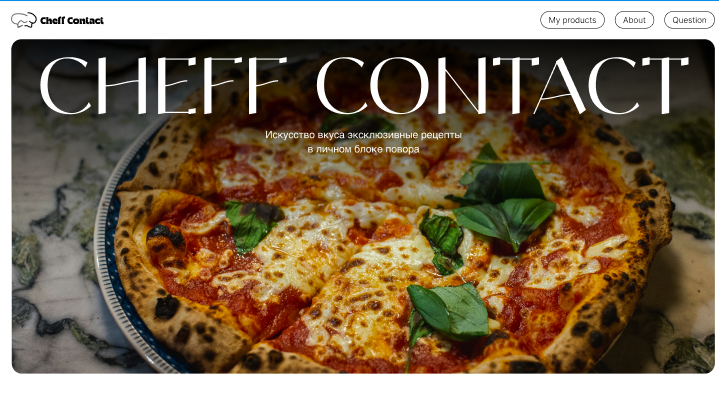 Cheff Contact
My products
About
Question
CHEFF CONTACT
Искусство вкуса эксклюзивные рецепты
в личном блоке повора